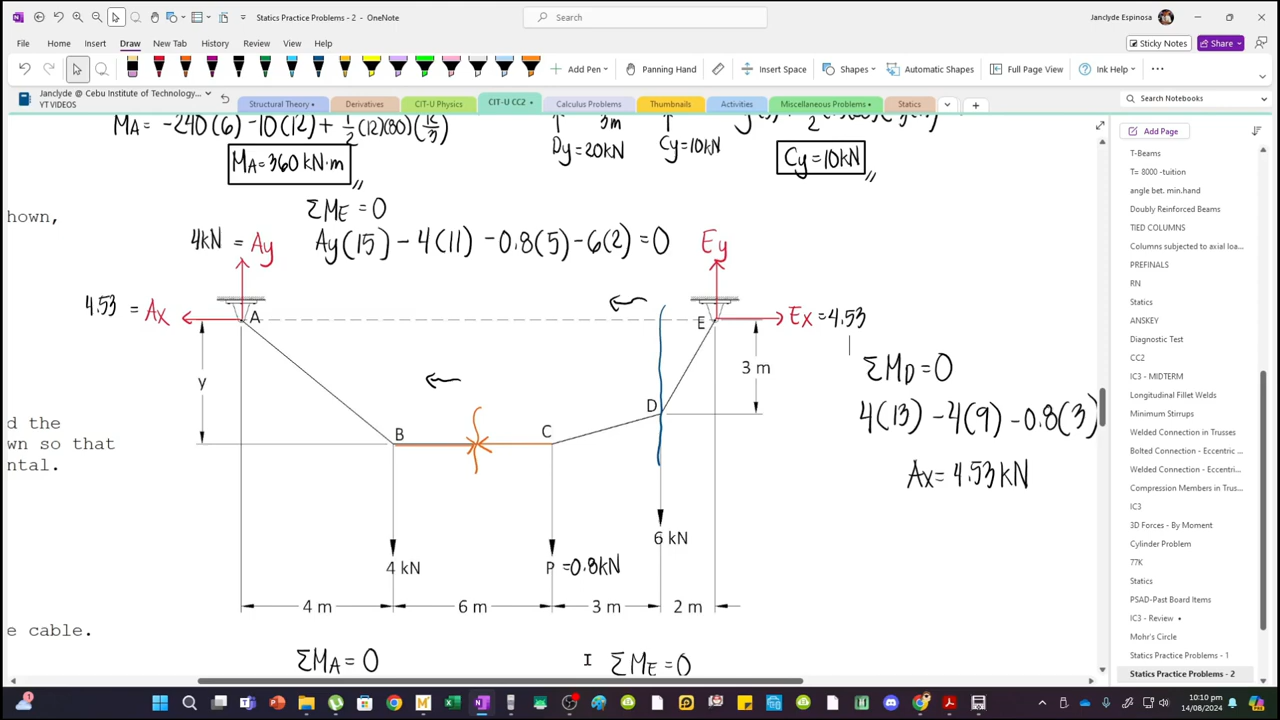 Statics Practice Problems - 2 - OneNote
Search
Janclyde Espinosa
File Home Insert Draw New Tab History Review View Help
Sticky Notes
Share
Add Pen
Panning Hand
Insert Space
Shapes
Automatic Shapes
Full Page View
Ink Help
Janclyde @ Cebu Institute of Technology...
YT VIDEOS
Structural Theory
Derivatives
CIT-U Physics
CIT-U CC2
Calculus Problems
Thumbnails
Activities
Miscellaneous Problems
Statics
Search Notebooks
Add Page
MA = -240(6) -10(12) + 1/2(12)(80)(12/3)
MA = 360 kN·m
3m
Dy = 20kN
Cy = 10kN
Cy = 10kN
hown,
ΣME = 0
4kN = Ay
Ay(15) - 4(11) - 0.8(5) - 6(2) = 0
Ey
4.53 = Ax
A
E
Ex = 4.53
y
3 m
ΣMD = 0
D
4(13) - 4(9) - 0.8(3)
d the
B
C
wn so that
ntal.
Ax = 4.53 kN
6 kN
4 kN
P = 0.8kN
4 m
6 m
3 m
2 m
e cable.
ΣMA = 0
ΣME = 0
T-Beams
T= 8000 -tuition
angle bet. min.hand
Doubly Reinforced Beams
TIED COLUMNS
Columns subjected to axial loa...
PREFINALS
RN
Statics
ANSKEY
Diagnostic Test
CC2
IC3 - MIDTERM
Longitudinal Fillet Welds
Minimum Stirrups
Welded Connection in Trusses
Bolted Connection - Eccentric ...
Welded Connection - Eccentri...
Compression Members in Trus...
IC3
3D Forces - By Moment
Cylinder Problem
77K
Statics
PSAD-Past Board Items
IC3 - Review
Mohr's Circle
Statics Practice Problems - 1
Statics Practice Problems - 2
10:10 pm
14/08/2024